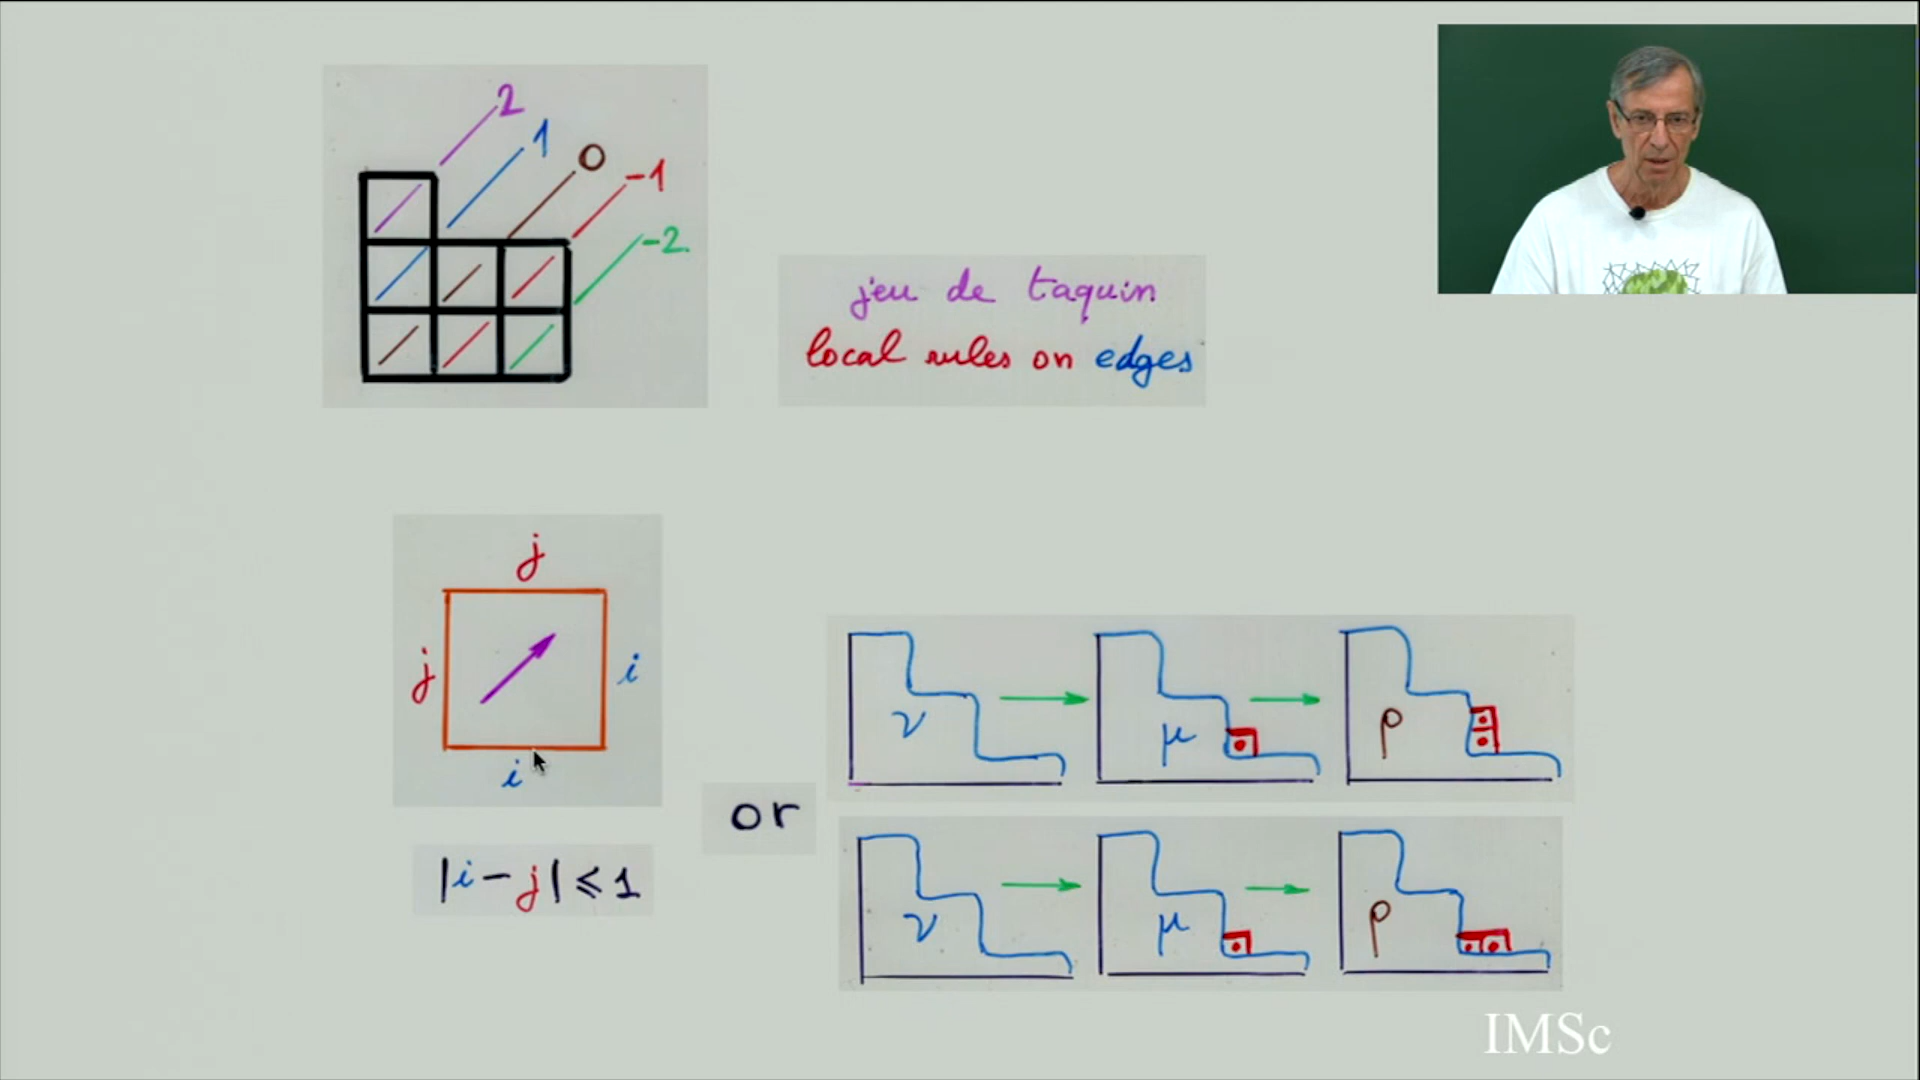 2
1
0
-1
-2
jeu de taquin
local rules on edges
j
j
i
i
|i - j| ⩽ 1
or
ν
μ
ρ
ν
μ
ρ
IMSc